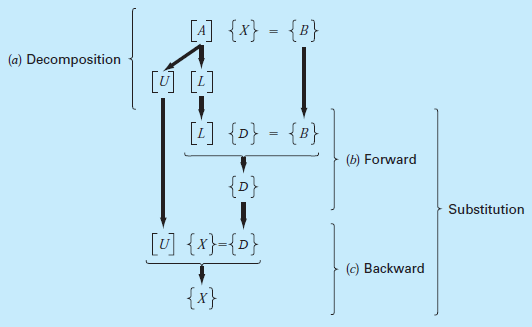 [A] {X} = {B}
(a) Decomposition
[U] [L]
[L] {D} = {B}
(b) Forward
{D}
Substitution
[U] {X}={D}
(c) Backward
{X}